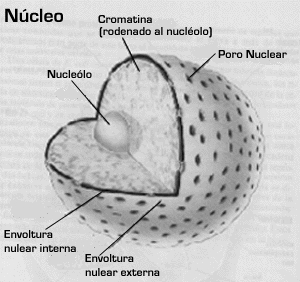 Núcleo
Cromatina
(rodenado al nucléolo)
Poro Nuclear
Nucleólo
Envoltura
nulear interna
Envoltura
nulear externa